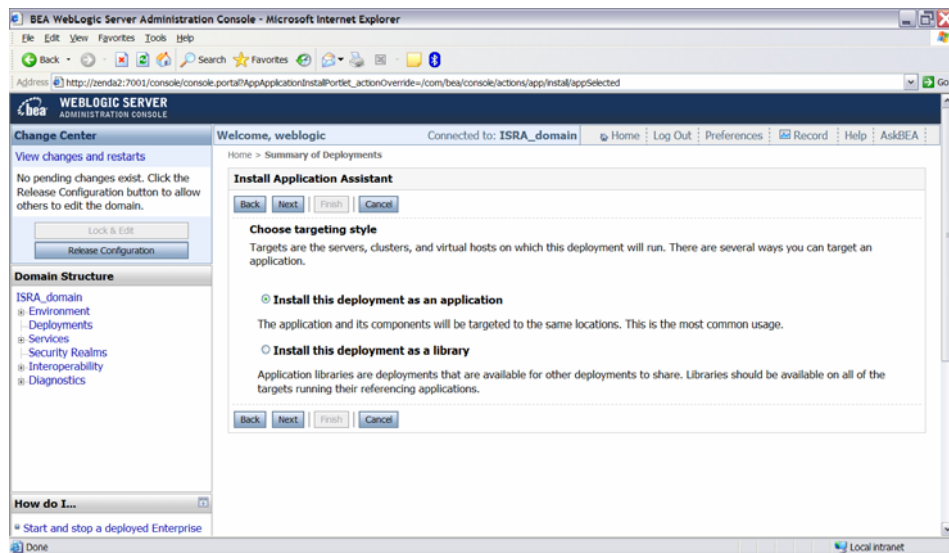 BEA WebLogic Server Administration Console - Microsoft Internet Explorer
File Edit View Favorites Tools Help
Back Search Favorites
Address http://zenda2:7001/console/console.portal?AppApplicationInstallPortlet_actionOverride=/com/bea/console/actions/app/install/appSelected Go
bea WEBLOGIC SERVER
ADMINISTRATION CONSOLE
Change Center
View changes and restarts
No pending changes exist. Click the
Release Configuration button to allow
others to edit the domain.
Lock & Edit
Release Configuration
Domain Structure
ISRA_domain
Environment
Deployments
Services
Security Realms
Interoperability
Diagnostics
How do I...
Start and stop a deployed Enterprise
Welcome, weblogic Connected to: ISRA_domain Home Log Out Preferences Record Help AskBEA
Home > Summary of Deployments
Install Application Assistant
Back Next Finish Cancel
Choose targeting style
Targets are the servers, clusters, and virtual hosts on which this deployment will run. There are several ways you can target an
application.
Install this deployment as an application
The application and its components will be targeted to the same locations. This is the most common usage.
Install this deployment as a library
Application libraries are deployments that are available for other deployments to share. Libraries should be available on all of the
targets running their referencing applications.
Back Next Finish Cancel
Done Local intranet